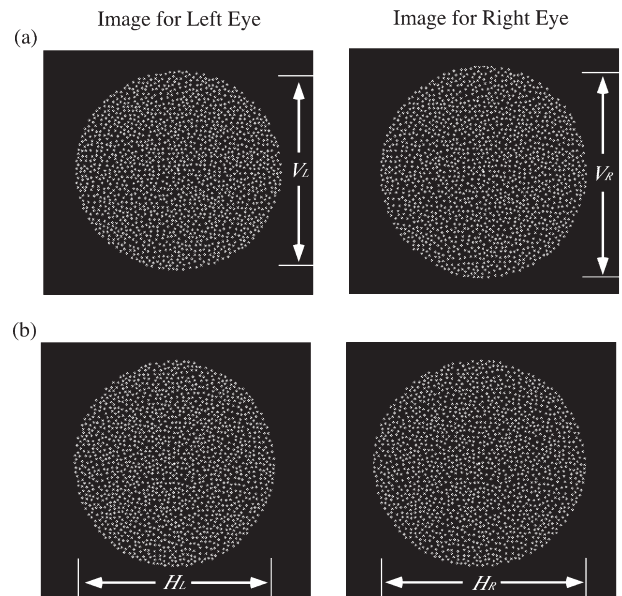 Image for Left Eye
Image for Right Eye
(a)
VL
VR
(b)
HL
HR